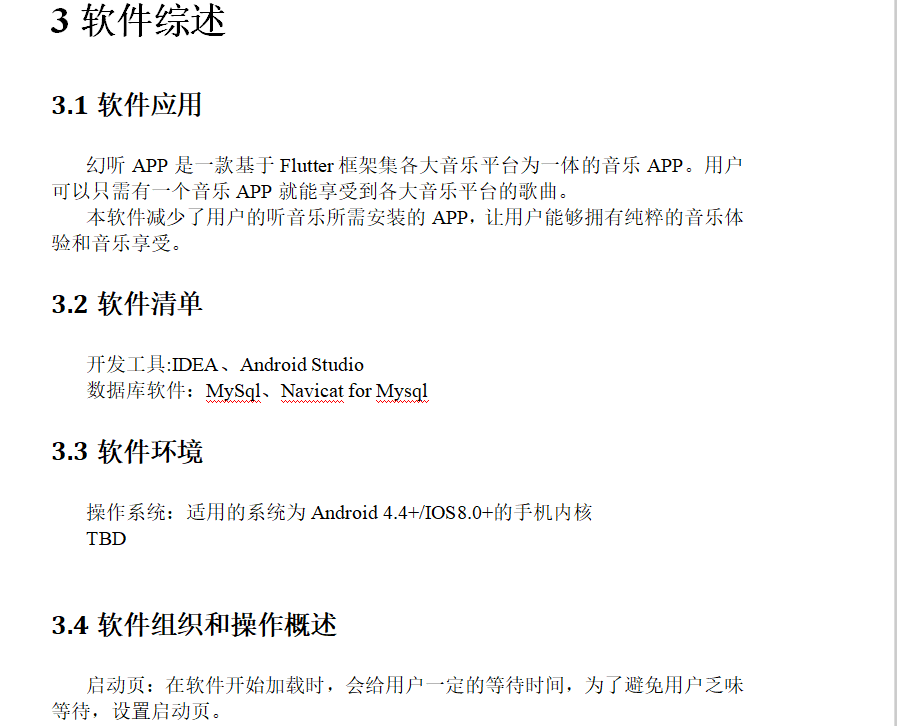 3 软件综述
3.1 软件应用
幻听 APP 是一款基于 Flutter 框架集各大音乐平台为一体的音乐 APP。用户
可以只需有一个音乐 APP 就能享受到各大音乐平台的歌曲。
本软件减少了用户的听音乐所需安装的 APP，让用户能够拥有纯粹的音乐体
验和音乐享受。
3.2 软件清单
开发工具:IDEA、Android Studio
数据库软件：MySql、Navicat for Mysql
3.3 软件环境
操作系统：适用的系统为 Android 4.4+/IOS8.0+的手机内核
TBD
3.4 软件组织和操作概述
启动页：在软件开始加载时，会给用户一定的等待时间，为了避免用户乏味
等待，设置启动页。